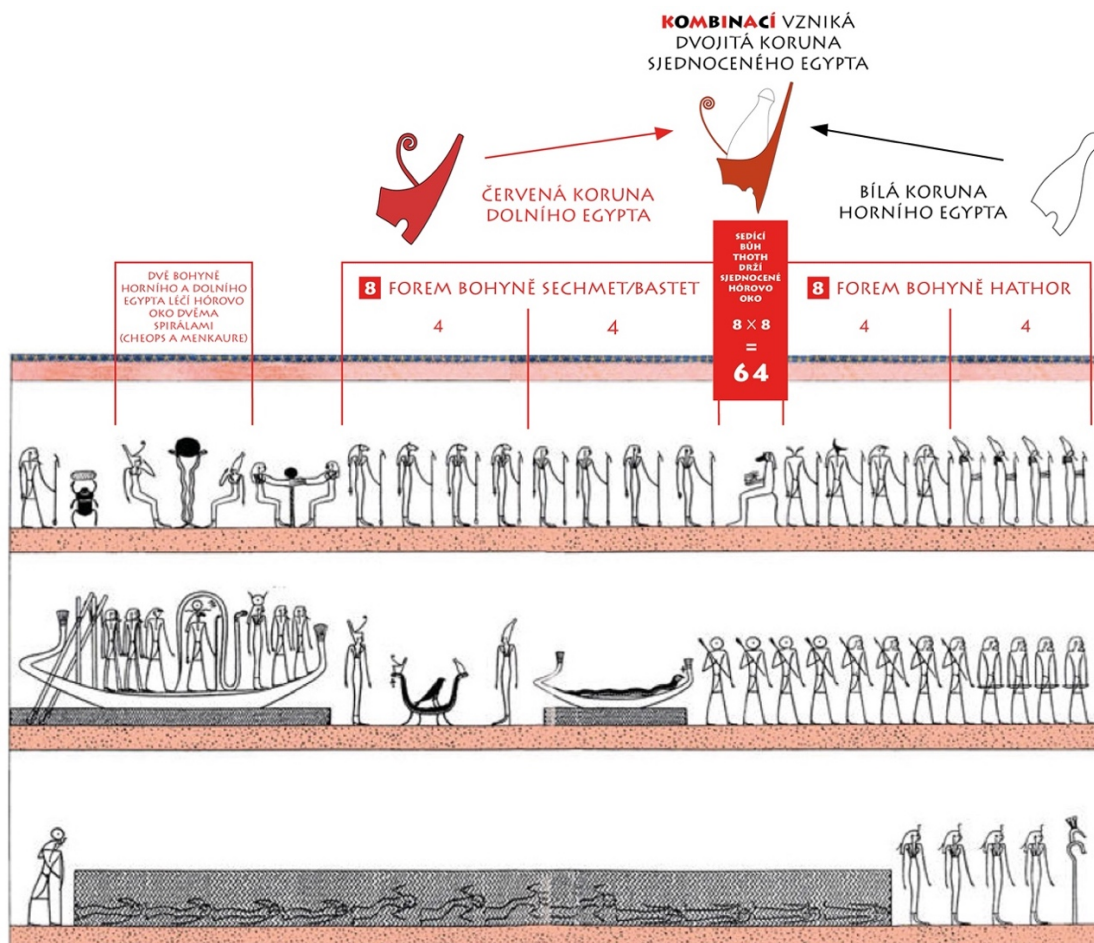 KOMBINACÍ VZNIKÁ
DVOJITÁ KORUNA
SJEDNOCENÉHO EGYPTA
ČERVENÁ KORUNA
DOLNÍHO EGYPTA
BÍLÁ KORUNA
HORNÍHO EGYPTA
DVĚ BOHYNĚ
HORNÍHO A DOLNÍHO
EGYPTA LÉČÍ HÓROVO
OKO DVĚMA
SPIRÁLAMI
(CHEOPS A MENKAURE)
8 FOREM BOHYNĚ SECHMET/BASTET
4
4
SEDÍCÍ
BŮH
THOTH
DRŽÍ
SJEDNOCENÉ
HÓROVO
OKO
8 × 8
=
64
8 FOREM BOHYNĚ HATHOR
4
4